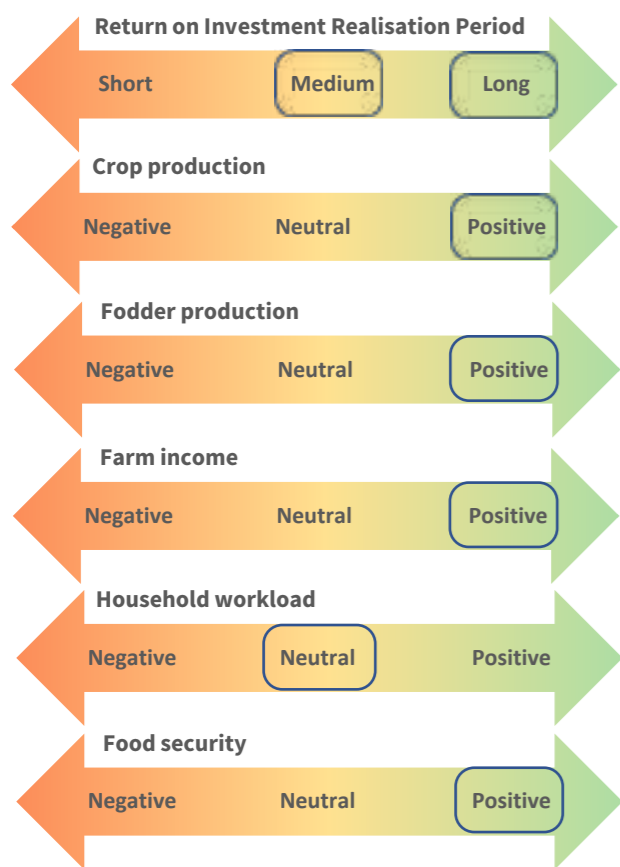 Return on Investment Realisation Period
Short Medium Long
Crop production
Negative Neutral Positive
Fodder production
Negative Neutral Positive
Farm income
Negative Neutral Positive
Household workload
Negative Neutral Positive
Food security
Negative Neutral Positive